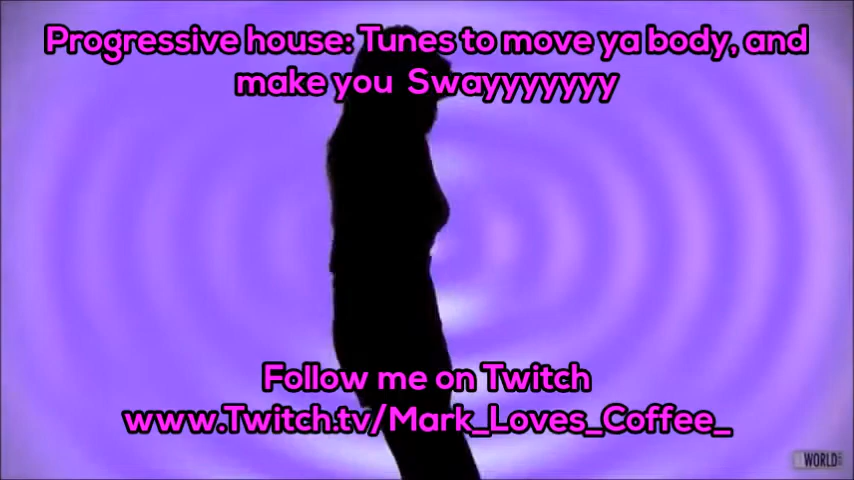 Progressive house: Tunes to move ya body, and
make you Swayyyyyyy
Follow me on Twitch
www.Twitch.tv/Mark_Loves_Coffee_
WORLD